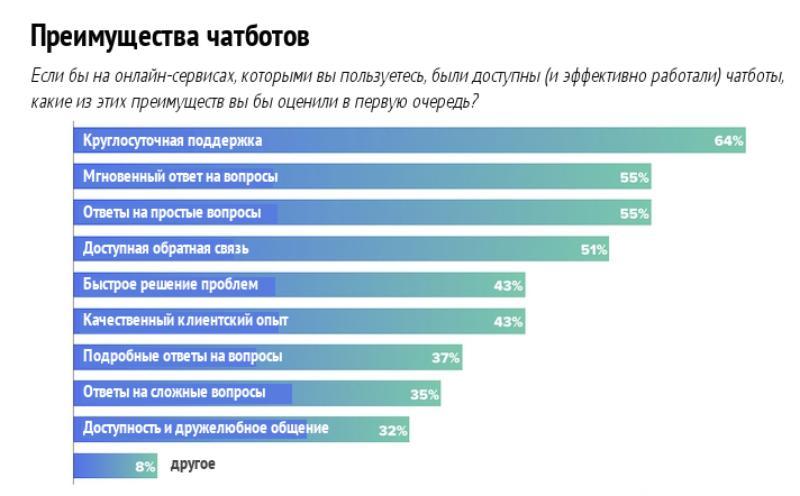 Преимущества чатботов
Если бы на онлайн-сервисах, которыми вы пользуетесь, были доступны (и эффективно работали) чатботы,
какие из этих преимуществ вы бы оценили в первую очередь?
Круглосуточная поддержка 64%
Мгновенный ответ на вопросы 55%
Ответы на простые вопросы 55%
Доступная обратная связь 51%
Быстрое решение проблем 43%
Качественный клиентский опыт 43%
Подробные ответы на вопросы 37%
Ответы на сложные вопросы 35%
Доступность и дружелюбное общение 32%
8% другое